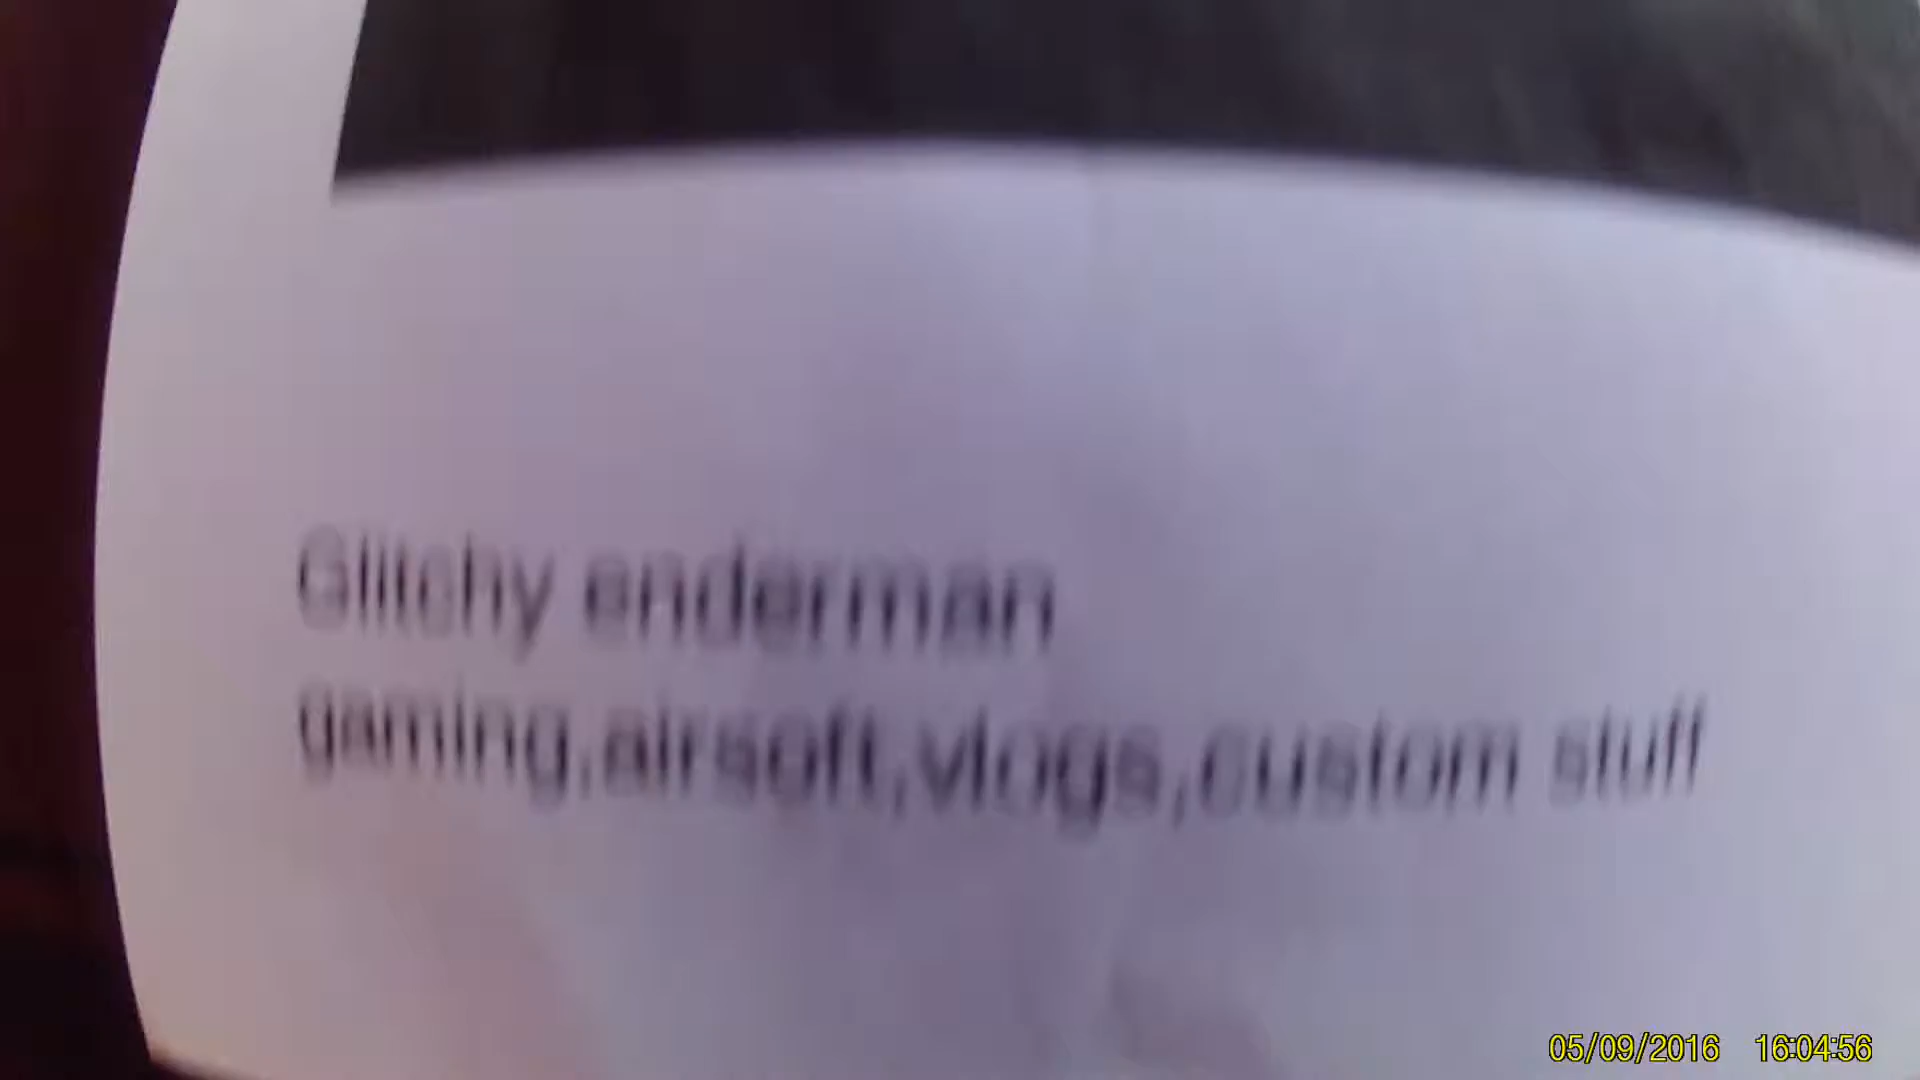 Glitchy enderman
gaming,airsoft,vlogs,custom stuff
05/09/2016 16:04:56